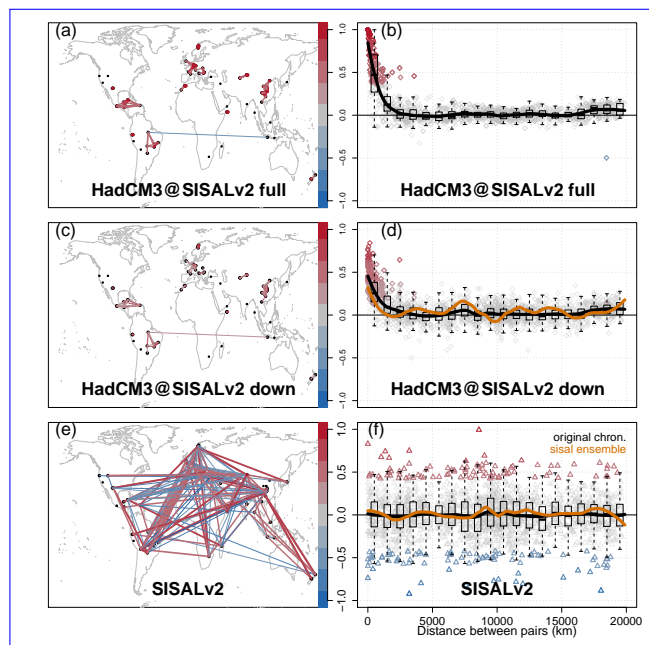 (a)
HadCM3@SISALv2 full
(b)
1.0
0.5
0.0
-0.5
-1.0
HadCM3@SISALv2 full
(c)
HadCM3@SISALv2 down
(d)
1.0
0.5
0.0
-0.5
-1.0
HadCM3@SISALv2 down
(e)
SISALv2
(f)
1.0
0.5
0.0
-0.5
-1.0
original chron.
sisal ensemble
SISALv2
0 5000 10000 15000 20000
Distance between pairs (km)